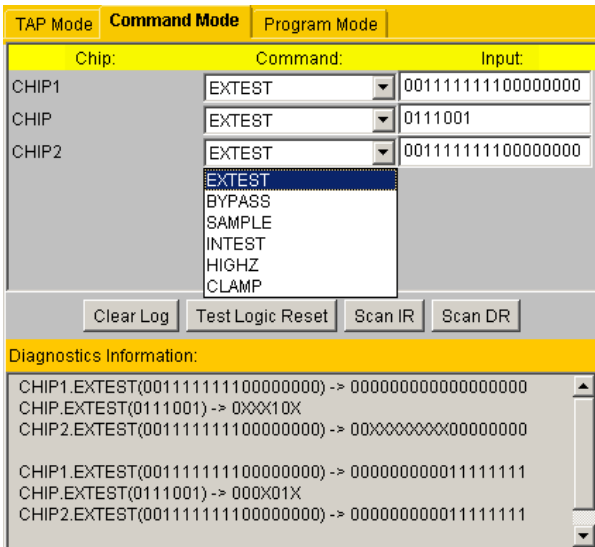 TAP Mode Command Mode Program Mode
Chip: Command: Input:
CHIP1 EXTEST 001111111100000000
CHIP EXTEST 0111001
CHIP2 EXTEST 001111111100000000
EXTEST
BYPASS
SAMPLE
INTEST
HIGHZ
CLAMP
Clear Log Test Logic Reset Scan IR Scan DR
Diagnostics Information:
CHIP1.EXTEST(001111111100000000) -> 000000000000000000
CHIP.EXTEST(0111001) -> 0XXX10X
CHIP2.EXTEST(001111111100000000) -> 00XXXXXXXX00000000
CHIP1.EXTEST(001111111100000000) -> 000000000011111111
CHIP.EXTEST(0111001) -> 000X01X
CHIP2.EXTEST(001111111100000000) -> 000000000011111111